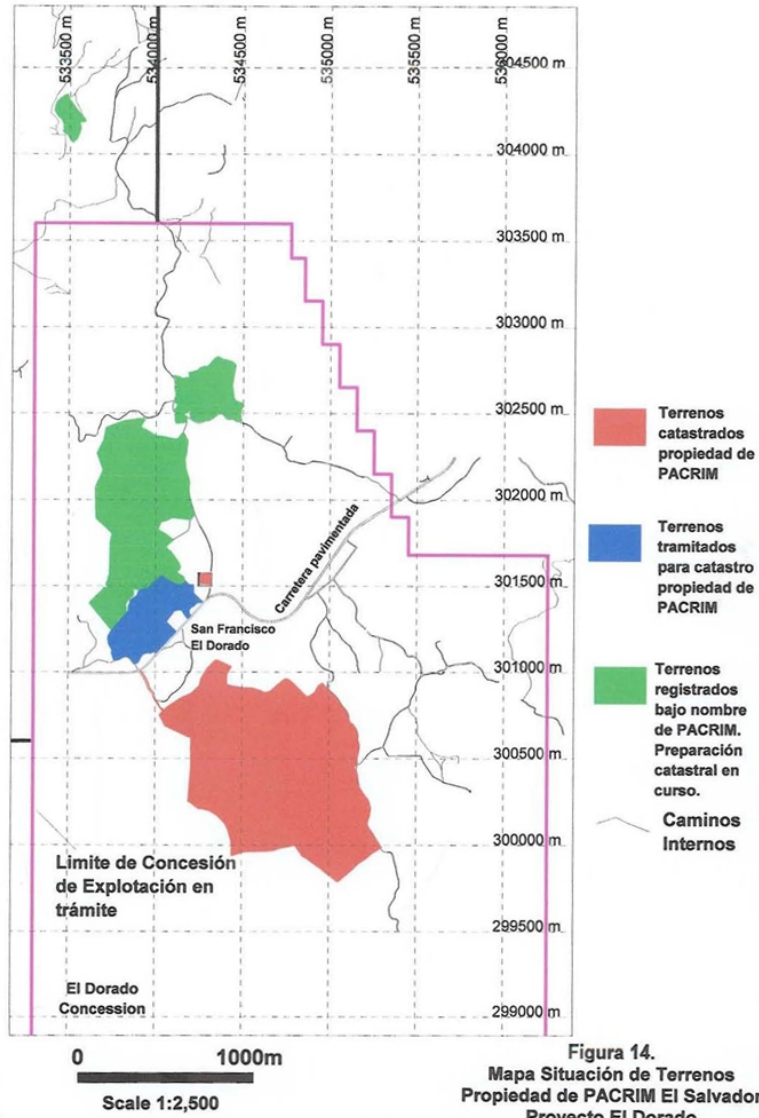 533500 m
534000 m
534500 m
535000 m
535500 m
536000 m
304500 m
304000 m
303500 m
303000 m
302500 m
302000 m
301500 m
301000 m
300500 m
300000 m
299500 m
299000 m
Carretera pavimentada
San Francisco
El Dorado
Limite de Concesión
de Explotación en
trámite
El Dorado
Concession
Terrenos
catastrados
propiedad de
PACRIM
Terrenos
tramitados
para catastro
propiedad de
PACRIM
Terrenos
registrados
bajo nombre
de PACRIM.
Preparación
catastral en
curso.
Caminos
Internos
0 1000m
Scale 1:2,500
Figura 14.
Mapa Situación de Terrenos
Propiedad de PACRIM El Salvador
Proyecto El Dorado